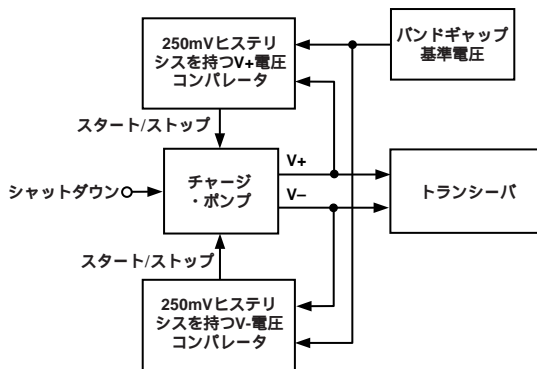 250mVヒステリ
シスを持つV+電圧
コンパレータ
バンドギャップ
基準電圧
スタート/ストップ
V+
チャージ
・ポンプ
シャットダウン
トランシーバ
V–
スタート/ストップ
250mVヒステリ
シスを持つV-電圧
コンパレータ